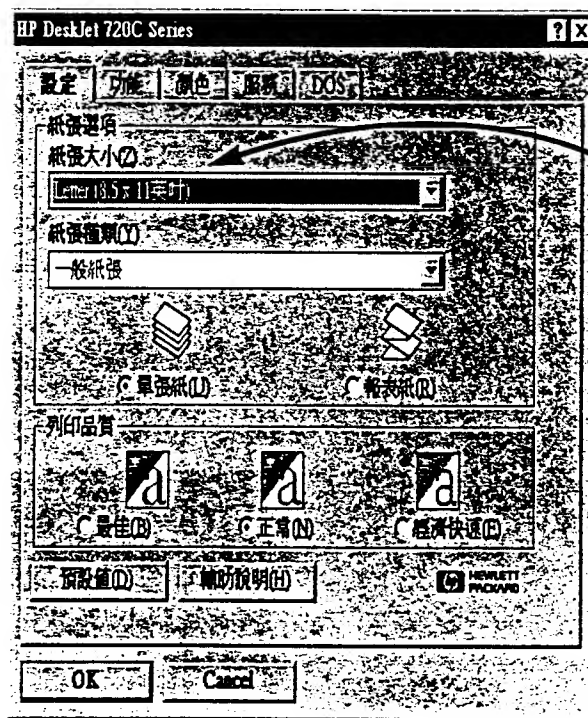 HP DeskJet 720C Series
設定 功能 顏色 服務 DOS
紙張選項
紙張大小(Z)
Letter (8.5 x 11英吋)
紙張種類(Y)
一般紙張
單張紙(U) 報表紙(R)
列印品質
最佳(B) 正常(N) 經濟快速(E)
預設值(D) 輔助說明(H)
HEWLETT
PACKARD
OK Cancel